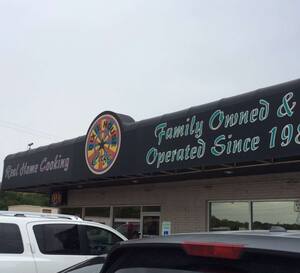 Real Home Cooking
Family Owned &
Operated Since 198